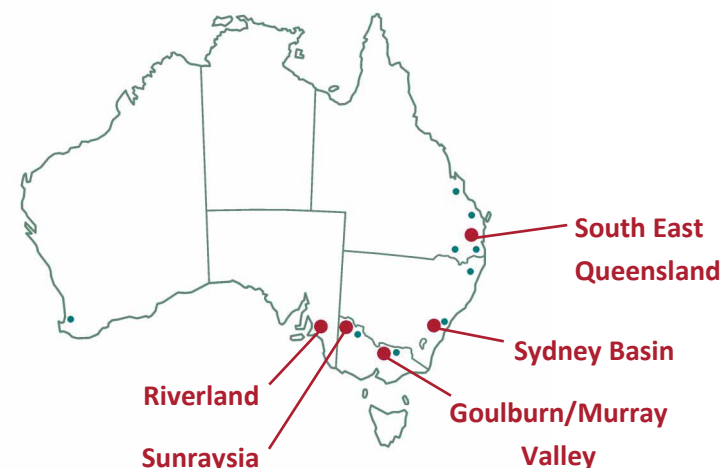 South East
Queensland
Sydney Basin
Riverland
Goulburn/Murray
Valley
Sunraysia